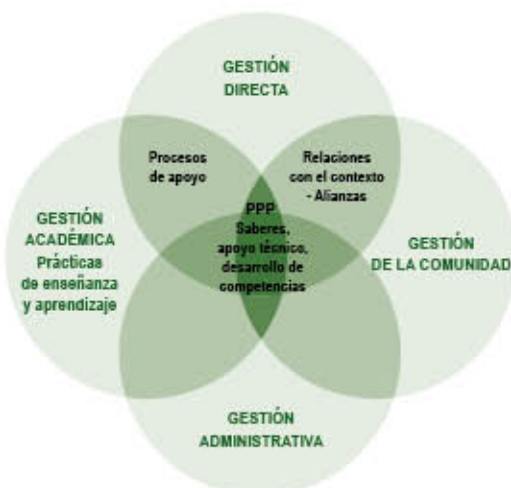 GESTIÓN
DIRECTA
Procesos
de apoyo
Relaciones
con el contexto
- Alianzas
GESTIÓN
ACADÉMICA
Prácticas
de enseñanza
y aprendizaje
PPP
Saberes,
apoyo técnico,
desarrollo de
competencias
GESTIÓN
DE LA COMUNIDAD
GESTIÓN
ADMINISTRATIVA